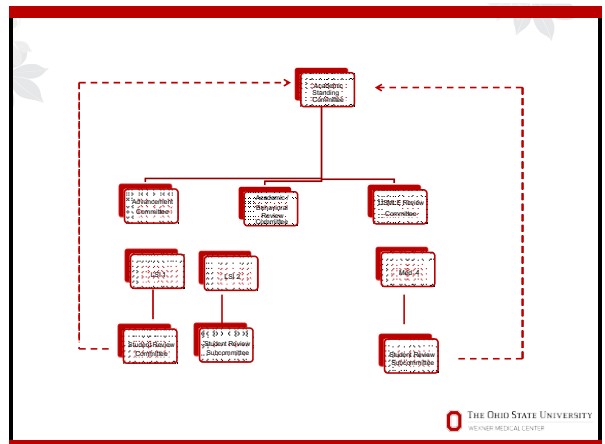 Academic
Standing
Committee
Advancement
Committee
Academic /
Behavioral
Review
Committee
USMLE Review
Committee
LSI 1
LSI 2
Med 4
Student Review
Committee
Student Review
Subcommittee
Student Review
Subcommittee
THE OHIO STATE UNIVERSITY
WEXNER MEDICAL CENTER